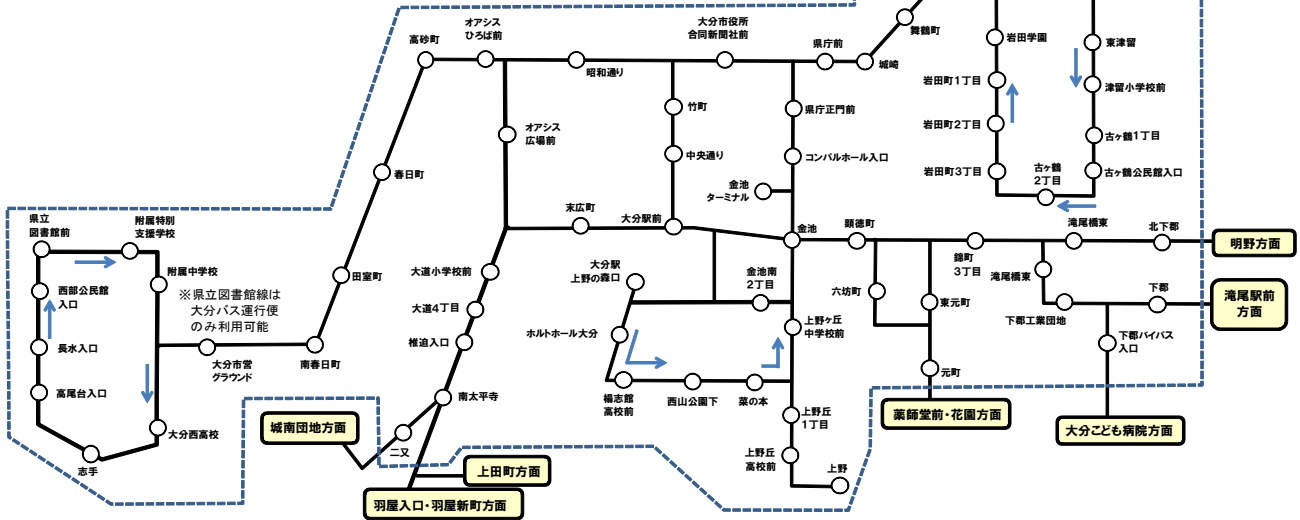 オアシス
ひろば前
大分市役所
合同新聞社前
舞鶴町
高砂町
昭和通り
県庁前
城崎
岩田学園
東津留
岩田町1丁目
津留小学校前
竹町
県庁正門前
オアシス
広場前
岩田町2丁目
古ヶ鶴1丁目
中央通り
コンパルホール入口
春日町
岩田町3丁目
古ヶ鶴
2丁目
古ヶ鶴公民館入口
金池
ターミナル
末広町
大分駅前
金池
顕徳町
滝尾橋東
北下郡
明野方面
県立
図書館前
附属特別
支援学校
附属中学校
西部公民館
入口
※県立図書館線は
大分バス運行便
のみ利用可能
田室町
大道小学校前
大分駅
上野の森口
金池南
2丁目
六坊町
錦町
3丁目
滝尾橋東
東元町
下郡工業団地
下郡
滝尾駅前
方面
大道4丁目
長水入口
大分市営
グラウンド
南春日町
椎迫入口
ホルトホール大分
上野ヶ丘
中学校前
下郡バイパス
入口
高尾台入口
南太平寺
楊志館
高校前
西山公園下
菜の本
元町
大分西高校
志手
城南団地方面
二又
上野丘
1丁目
薬師堂前・花園方面
大分こども病院方面
上田町方面
上野丘
高校前
上野
羽屋入口・羽屋新町方面